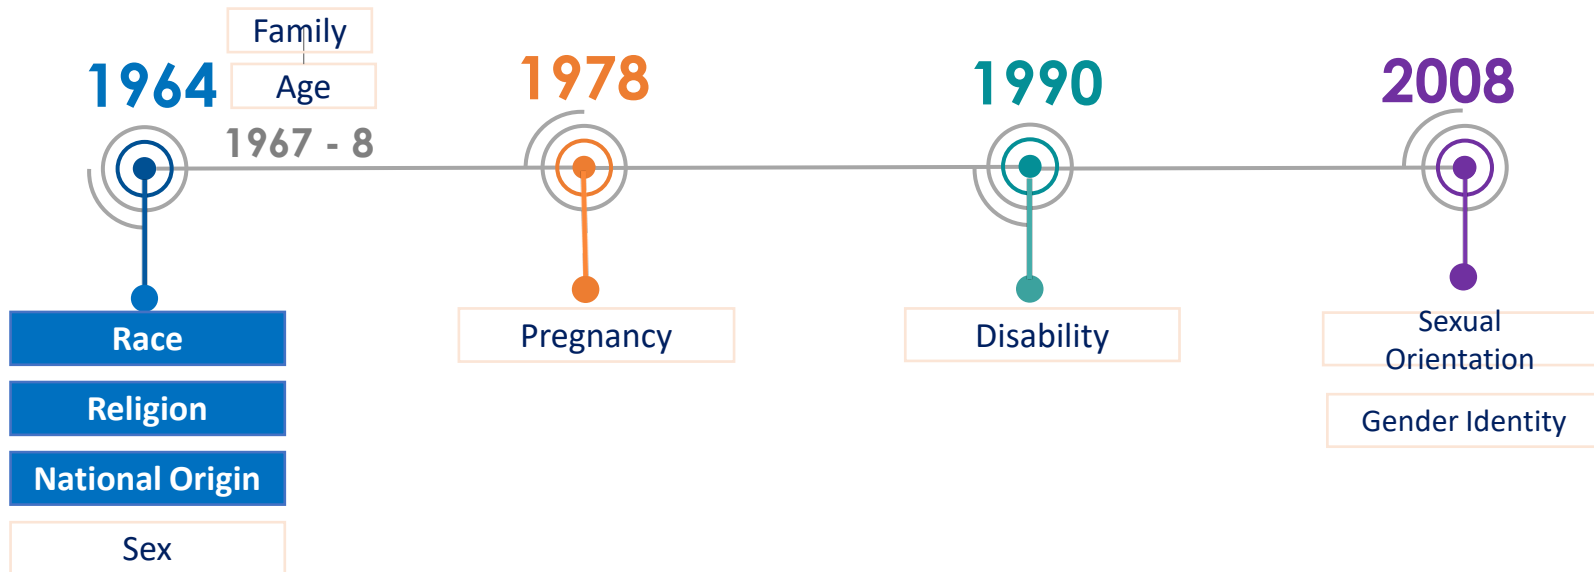 Family
Age
1964
1967 - 8
1978
1990
2008
Race
Religion
National Origin
Sex
Pregnancy
Disability
Sexual
Orientation
Gender Identity